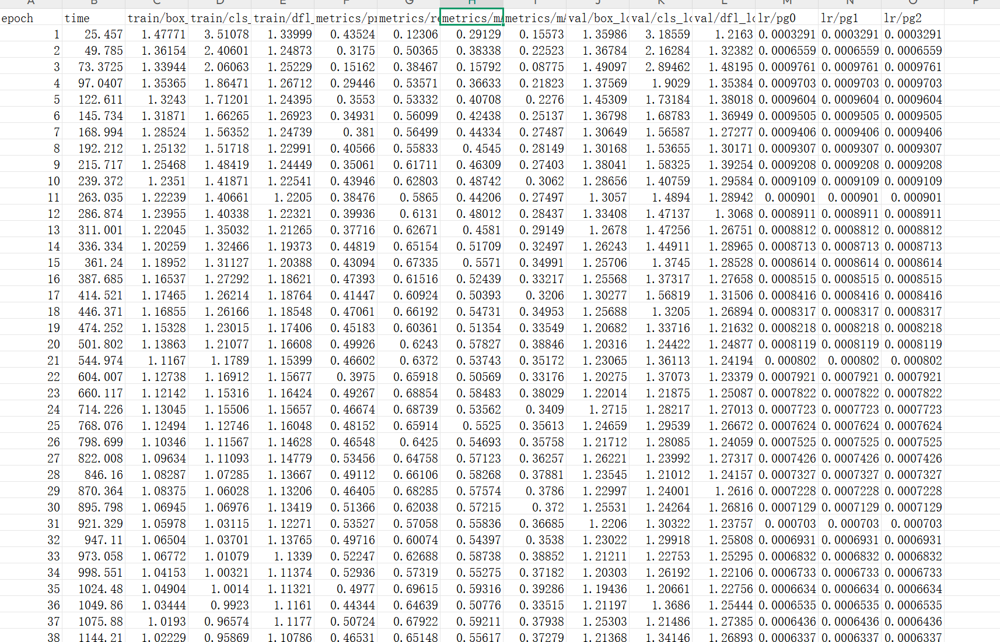 A B C D E F G H I J K L M N O P
epoch time train/box_ train/cls_ train/dfl_ metrics/pr metrics/re metrics/mA metrics/mA val/box_lo val/cls_lo val/dfl_lo lr/pg0 lr/pg1 lr/pg2
1 25.457 1.47771 3.51078 1.33999 0.43524 0.12306 0.29129 0.15573 1.35986 3.18559 1.2163 0.0003291 0.0003291 0.0003291
2 49.785 1.36154 2.40601 1.24873 0.3175 0.50365 0.38338 0.22523 1.36784 2.16284 1.32382 0.0006559 0.0006559 0.0006559
3 73.3725 1.33944 2.06063 1.25229 0.15162 0.38467 0.15792 0.08775 1.49097 2.89462 1.48195 0.0009761 0.0009761 0.0009761
4 97.0407 1.35365 1.86471 1.26712 0.29446 0.53571 0.36633 0.21823 1.37569 1.9029 1.35384 0.0009703 0.0009703 0.0009703
5 122.611 1.3243 1.71201 1.24395 0.3553 0.53332 0.40708 0.2276 1.45309 1.73184 1.38018 0.0009604 0.0009604 0.0009604
6 145.734 1.31871 1.66265 1.26923 0.34931 0.56099 0.42438 0.25137 1.36798 1.68783 1.36949 0.0009505 0.0009505 0.0009505
7 168.994 1.28524 1.56352 1.24739 0.381 0.56499 0.44334 0.27487 1.30649 1.56587 1.27277 0.0009406 0.0009406 0.0009406
8 192.212 1.25132 1.51718 1.22991 0.40566 0.55833 0.4545 0.28149 1.30168 1.53655 1.30171 0.0009307 0.0009307 0.0009307
9 215.717 1.25468 1.48419 1.24449 0.35061 0.61711 0.46309 0.27403 1.38041 1.58325 1.39254 0.0009208 0.0009208 0.0009208
10 239.372 1.2351 1.41871 1.22541 0.43946 0.62803 0.48742 0.3062 1.28656 1.40759 1.29584 0.0009109 0.0009109 0.0009109
11 263.035 1.22239 1.40661 1.2205 0.38476 0.5865 0.44206 0.27497 1.3057 1.4894 1.28942 0.000901 0.000901 0.000901
12 286.874 1.23955 1.40338 1.22321 0.39936 0.6131 0.48012 0.28437 1.33408 1.47137 1.3068 0.0008911 0.0008911 0.0008911
13 311.001 1.22045 1.35032 1.21265 0.37716 0.62671 0.4581 0.29149 1.2678 1.47256 1.26751 0.0008812 0.0008812 0.0008812
14 336.334 1.20259 1.32466 1.19373 0.44819 0.65154 0.51709 0.32497 1.26243 1.44911 1.28965 0.0008713 0.0008713 0.0008713
15 361.24 1.18952 1.31127 1.20388 0.43094 0.67335 0.5571 0.34991 1.25706 1.3745 1.28528 0.0008614 0.0008614 0.0008614
16 387.685 1.16537 1.27292 1.18621 0.47393 0.61516 0.52439 0.33217 1.25568 1.37317 1.27658 0.0008515 0.0008515 0.0008515
17 414.521 1.17465 1.26214 1.18764 0.41447 0.60924 0.50393 0.3206 1.30277 1.56819 1.31506 0.0008416 0.0008416 0.0008416
18 446.371 1.16855 1.26166 1.18548 0.47061 0.66192 0.54731 0.34953 1.25688 1.3205 1.26894 0.0008317 0.0008317 0.0008317
19 474.252 1.15328 1.23015 1.17406 0.45183 0.60361 0.51354 0.33549 1.20682 1.33716 1.21632 0.0008218 0.0008218 0.0008218
20 501.802 1.13863 1.21077 1.16608 0.49926 0.6243 0.57827 0.38846 1.20316 1.24422 1.24877 0.0008119 0.0008119 0.0008119
21 544.974 1.1167 1.1789 1.15399 0.46602 0.6372 0.53743 0.35172 1.23065 1.36113 1.24194 0.000802 0.000802 0.000802
22 604.007 1.12738 1.16912 1.15677 0.3975 0.65918 0.50569 0.33176 1.20275 1.37073 1.23379 0.0007921 0.0007921 0.0007921
23 660.117 1.12142 1.15316 1.16424 0.49267 0.68854 0.58483 0.38029 1.22014 1.21875 1.25087 0.0007822 0.0007822 0.0007822
24 714.226 1.13045 1.15506 1.15657 0.46674 0.68739 0.53562 0.3409 1.2715 1.28217 1.27013 0.0007723 0.0007723 0.0007723
25 768.076 1.12494 1.12746 1.16048 0.48152 0.65914 0.5525 0.35613 1.24659 1.29539 1.26672 0.0007624 0.0007624 0.0007624
26 798.699 1.10346 1.11567 1.14628 0.46548 0.6425 0.54693 0.35758 1.21712 1.28085 1.24059 0.0007525 0.0007525 0.0007525
27 822.008 1.09634 1.11093 1.14779 0.53456 0.64758 0.57123 0.36257 1.26221 1.23992 1.27317 0.0007426 0.0007426 0.0007426
28 846.16 1.08287 1.07285 1.13667 0.49112 0.66106 0.58268 0.37881 1.23545 1.21012 1.24157 0.0007327 0.0007327 0.0007327
29 870.364 1.08375 1.06028 1.13206 0.46405 0.68285 0.57574 0.3786 1.22997 1.24001 1.2616 0.0007228 0.0007228 0.0007228
30 895.798 1.06945 1.06976 1.13419 0.51366 0.62038 0.57215 0.372 1.25531 1.24264 1.26816 0.0007129 0.0007129 0.0007129
31 921.329 1.05978 1.03115 1.12271 0.53527 0.57058 0.55836 0.36685 1.2206 1.30322 1.23757 0.000703 0.000703 0.000703
32 947.11 1.06504 1.03701 1.13765 0.49716 0.60074 0.54397 0.3538 1.23022 1.29918 1.25808 0.0006931 0.0006931 0.0006931
33 973.058 1.06772 1.01079 1.1339 0.52247 0.62688 0.58738 0.38852 1.21211 1.22753 1.25295 0.0006832 0.0006832 0.0006832
34 998.551 1.04153 1.00321 1.11374 0.52936 0.57319 0.55275 0.37182 1.20303 1.26192 1.22106 0.0006733 0.0006733 0.0006733
35 1024.48 1.04904 1.0014 1.11321 0.4977 0.69615 0.59316 0.39286 1.19436 1.20661 1.22756 0.0006634 0.0006634 0.0006634
36 1049.86 1.03444 0.9923 1.1161 0.44344 0.64639 0.50776 0.33515 1.21197 1.3686 1.25444 0.0006535 0.0006535 0.0006535
37 1075.88 1.0193 0.96574 1.1177 0.50724 0.67922 0.59211 0.37938 1.25303 1.21486 1.27385 0.0006436 0.0006436 0.0006436
38 1144.21 1.02229 0.95869 1.10786 0.46531 0.65148 0.55617 0.37279 1.21368 1.34146 1.26893 0.0006337 0.0006337 0.0006337